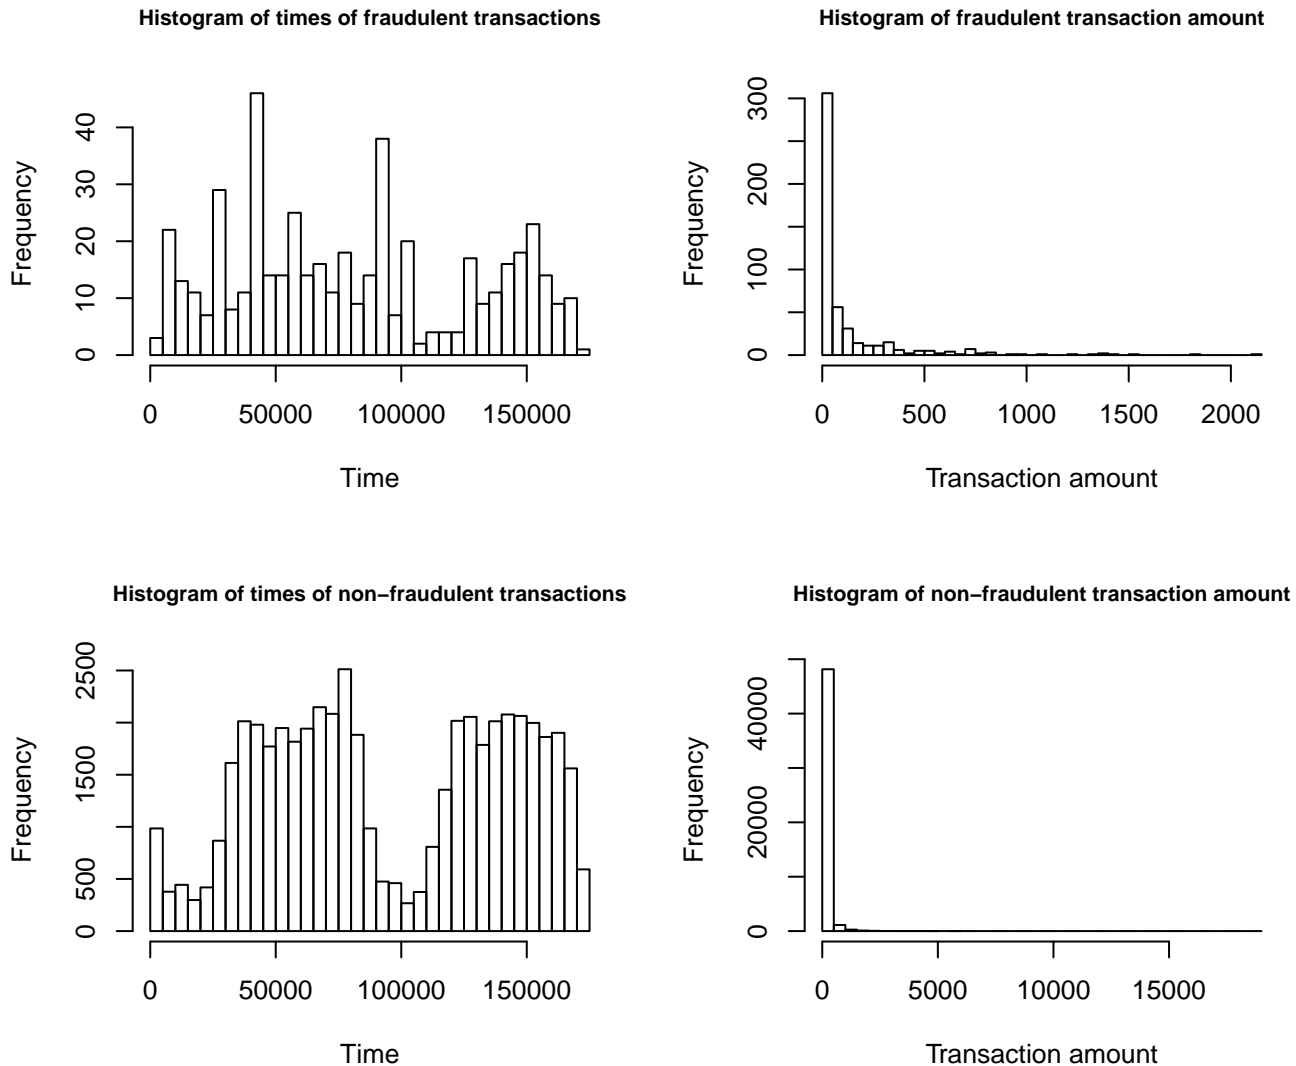 Histogram of times of fraudulent transactions
Frequency
0
10
20
30
40
0 50000 100000 150000
Time
Histogram of fraudulent transaction amount
Frequency
0
100
200
300
0 500 1000 1500 2000
Transaction amount
Histogram of times of non−fraudulent transactions
Frequency
0
500
1500
2500
0 50000 100000 150000
Time
Histogram of non−fraudulent transaction amount
Frequency
0
20000
40000
0 5000 10000 15000
Transaction amount